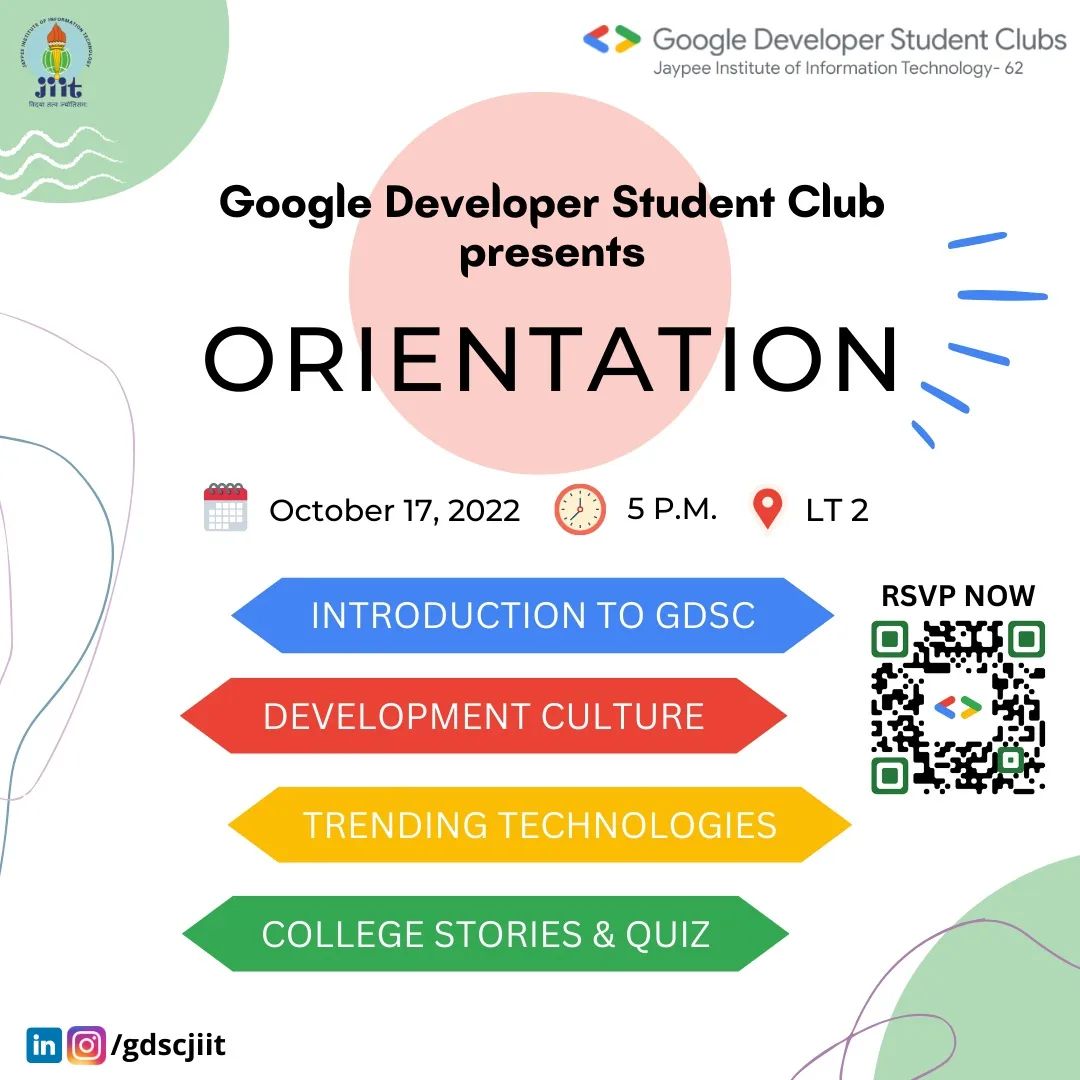 JAYPEE INSTITUTE OF INFORMATION TECHNOLOGY
jiit
विद्या तत्व ज्योतिसमः
Google Developer Student Clubs
Jaypee Institute of Information Technology- 62
Google Developer Student Club
presents
ORIENTATION
October 17, 2022 5 P.M. LT 2
INTRODUCTION TO GDSC
RSVP NOW
DEVELOPMENT CULTURE
TRENDING TECHNOLOGIES
COLLEGE STORIES & QUIZ
in /gdscjiit